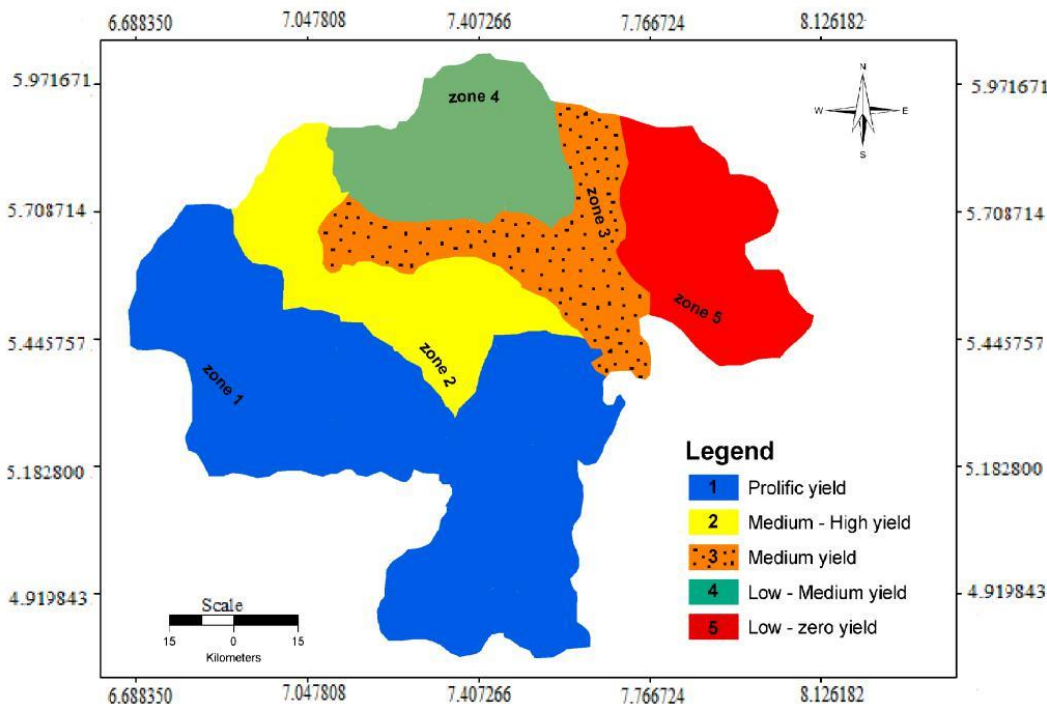 6.688350 7.047808 7.407266 7.766724 8.126182
5.971671 5.971671
N
W E
S
zone 4
5.708714 5.708714
zone 3
zone 5
5.445757 5.445757
zone 2
zone 1
5.182800 5.182800
Legend
1 Prolific yield
2 Medium - High yield
3 Medium yield
4 Low - Medium yield
5 Low - zero yield
4.919843 4.919843
Scale
15 0 15
Kilometers
6.688350 7.047808 7.407266 7.766724 8.126182